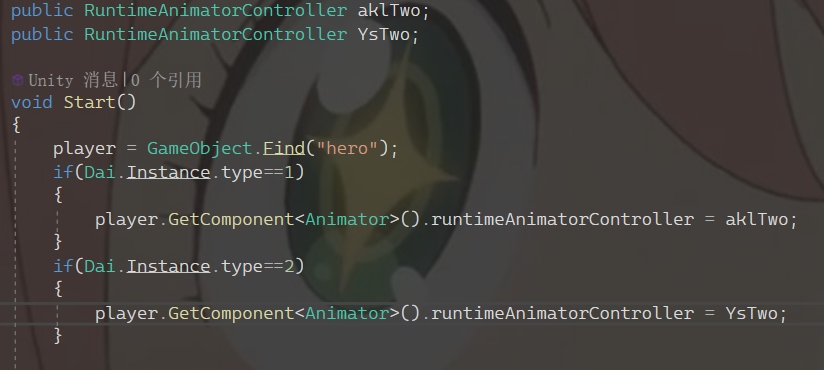 public RuntimeAnimatorController aklTwo;
public RuntimeAnimatorController YsTwo;
Unity 消息|0 个引用
void Start()
{
player = GameObject.Find("hero");
if(Dai.Instance.type==1)
{
player.GetComponent<Animator>().runtimeAnimatorController = aklTwo;
}
if(Dai.Instance.type==2)
{
player.GetComponent<Animator>().runtimeAnimatorController = YsTwo;
}